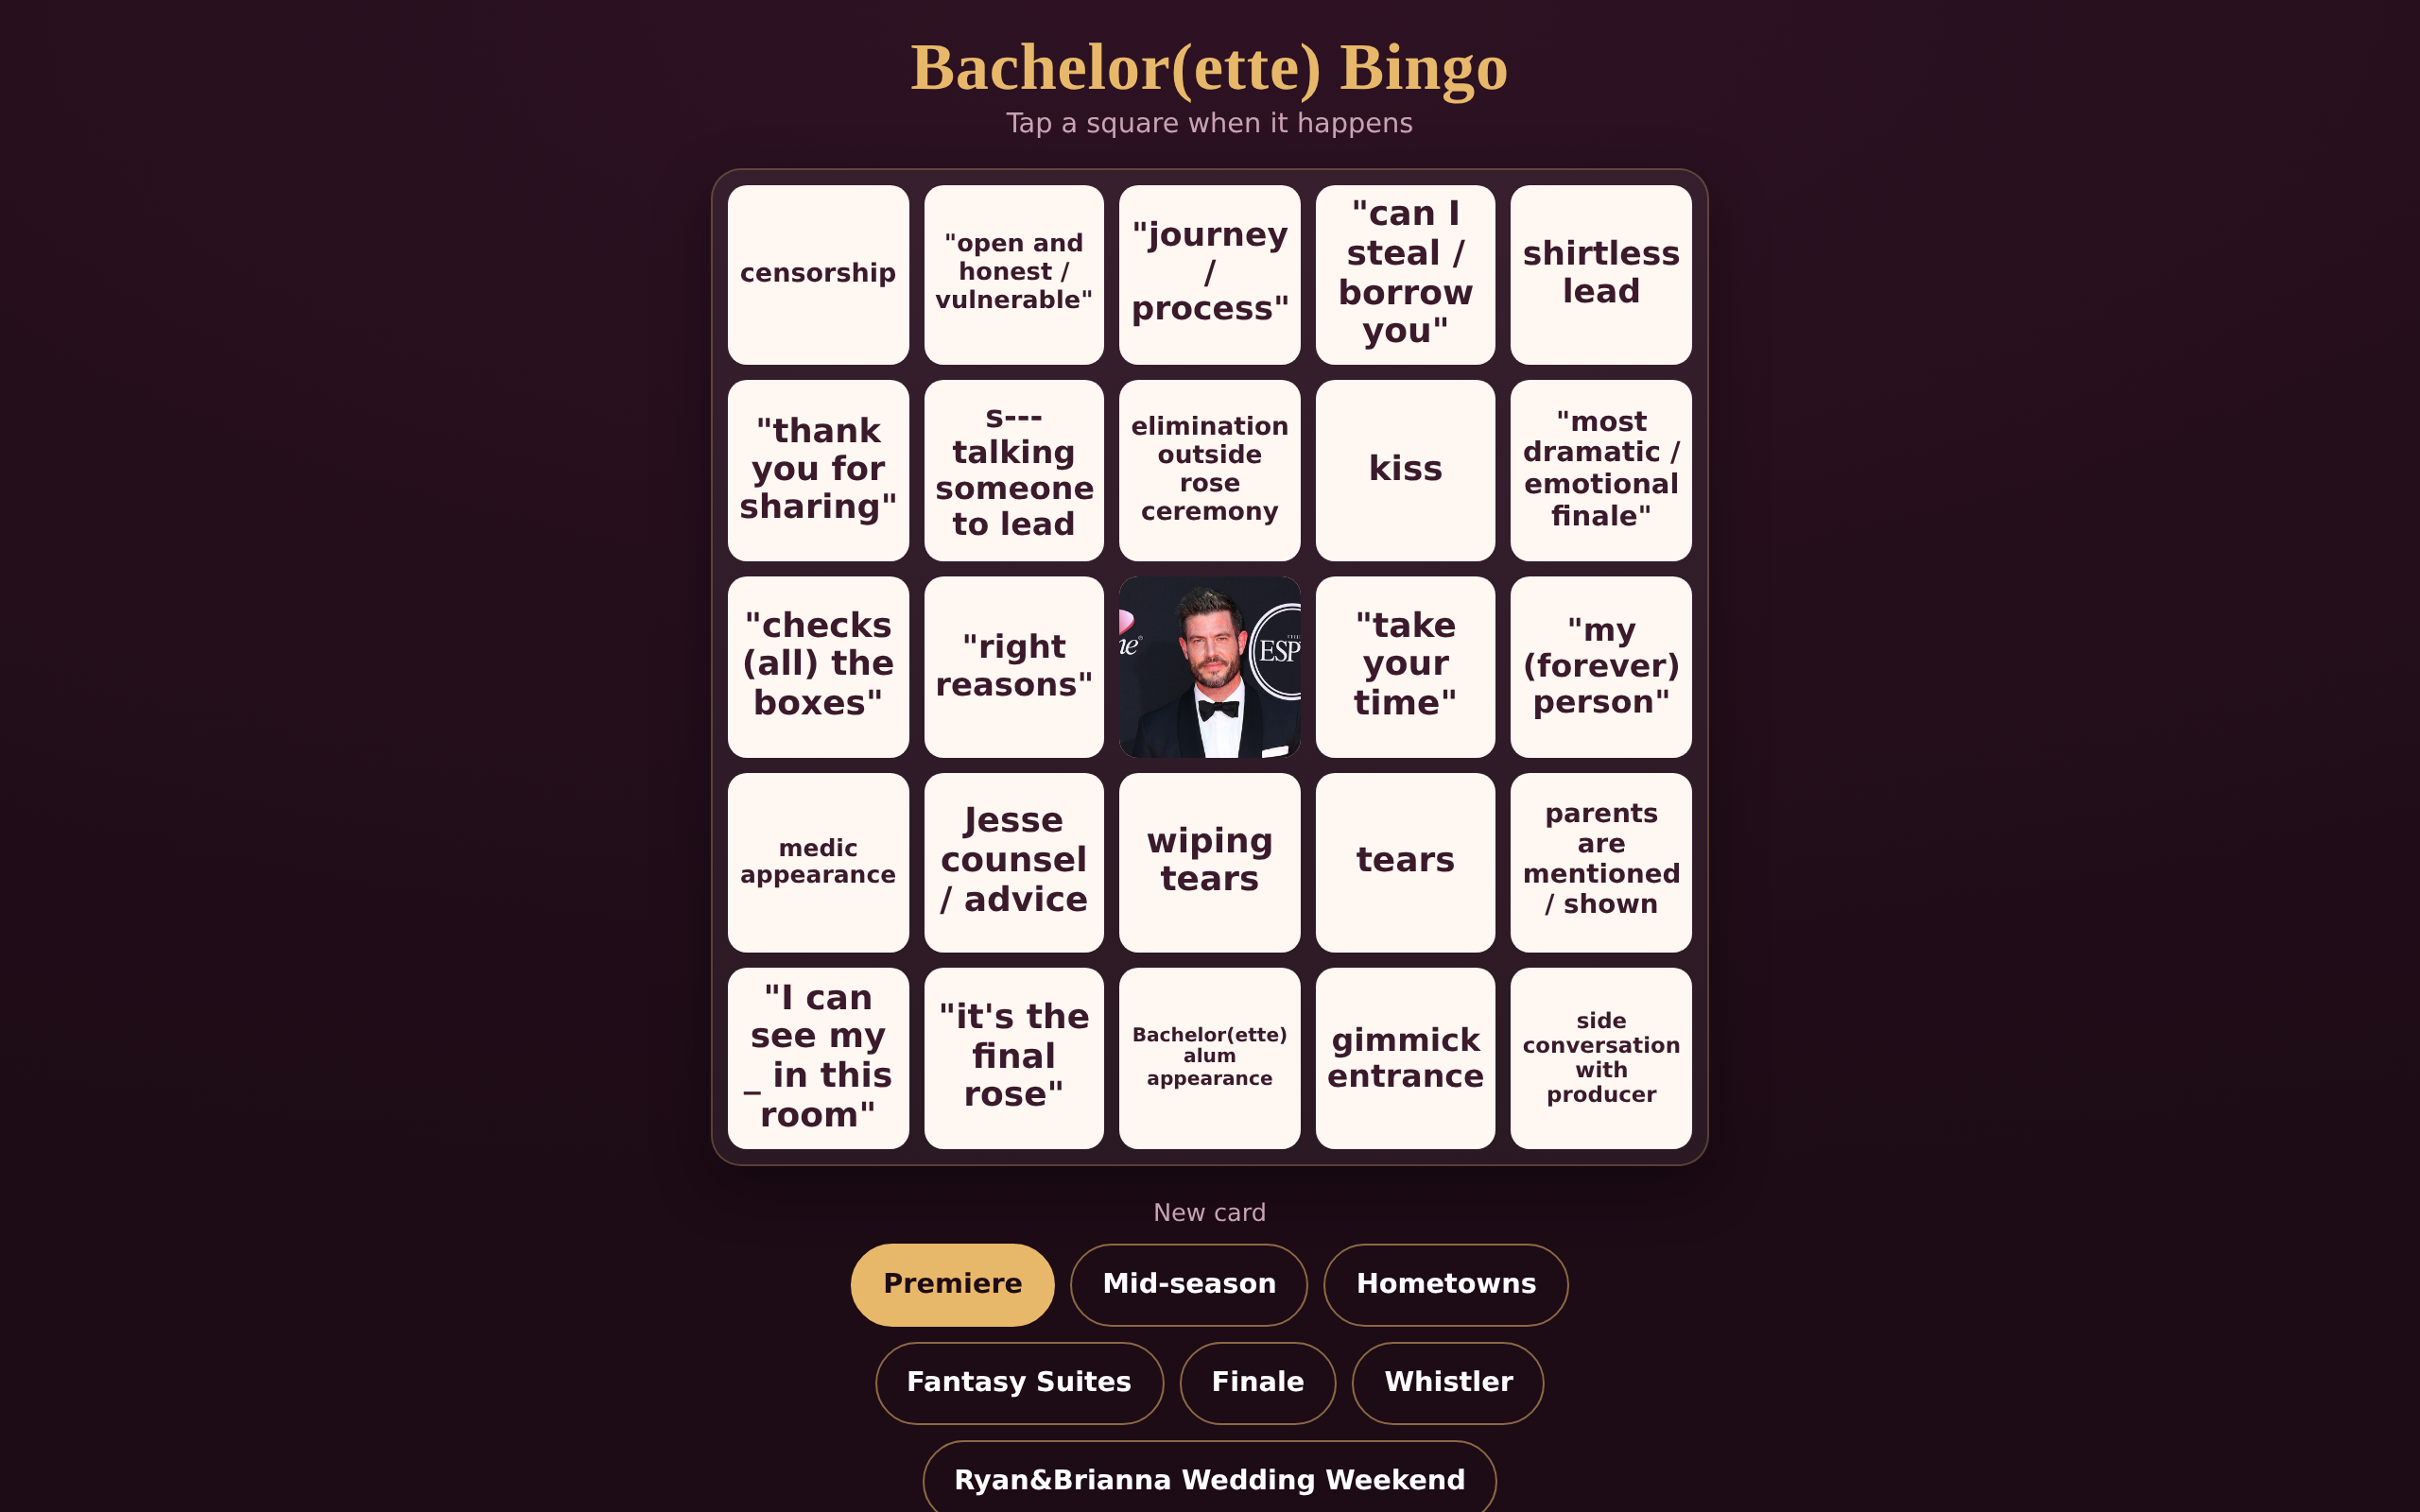 Bachelor(ette) Bingo
Tap a square when it happens
censorship
"open and
honest /
vulnerable"
"journey
/
process"
"can I
steal /
borrow
you"
shirtless
lead
"thank
you for
sharing"
s---
talking
someone
to lead
elimination
outside
rose
ceremony
kiss
"most
dramatic /
emotional
finale"
"checks
(all) the
boxes"
"right
reasons"
THE
ESP
"take
your
time"
"my
(forever)
person"
medic
appearance
Jesse
counsel
/ advice
wiping
tears
tears
parents
are
mentioned
/ shown
"I can
see my
_ in this
room"
"it's the
final
rose"
Bachelor(ette)
alum
appearance
gimmick
entrance
side
conversation
with
producer
New card
Premiere
Mid-season
Hometowns
Fantasy Suites
Finale
Whistler
Ryan&Brianna Wedding Weekend